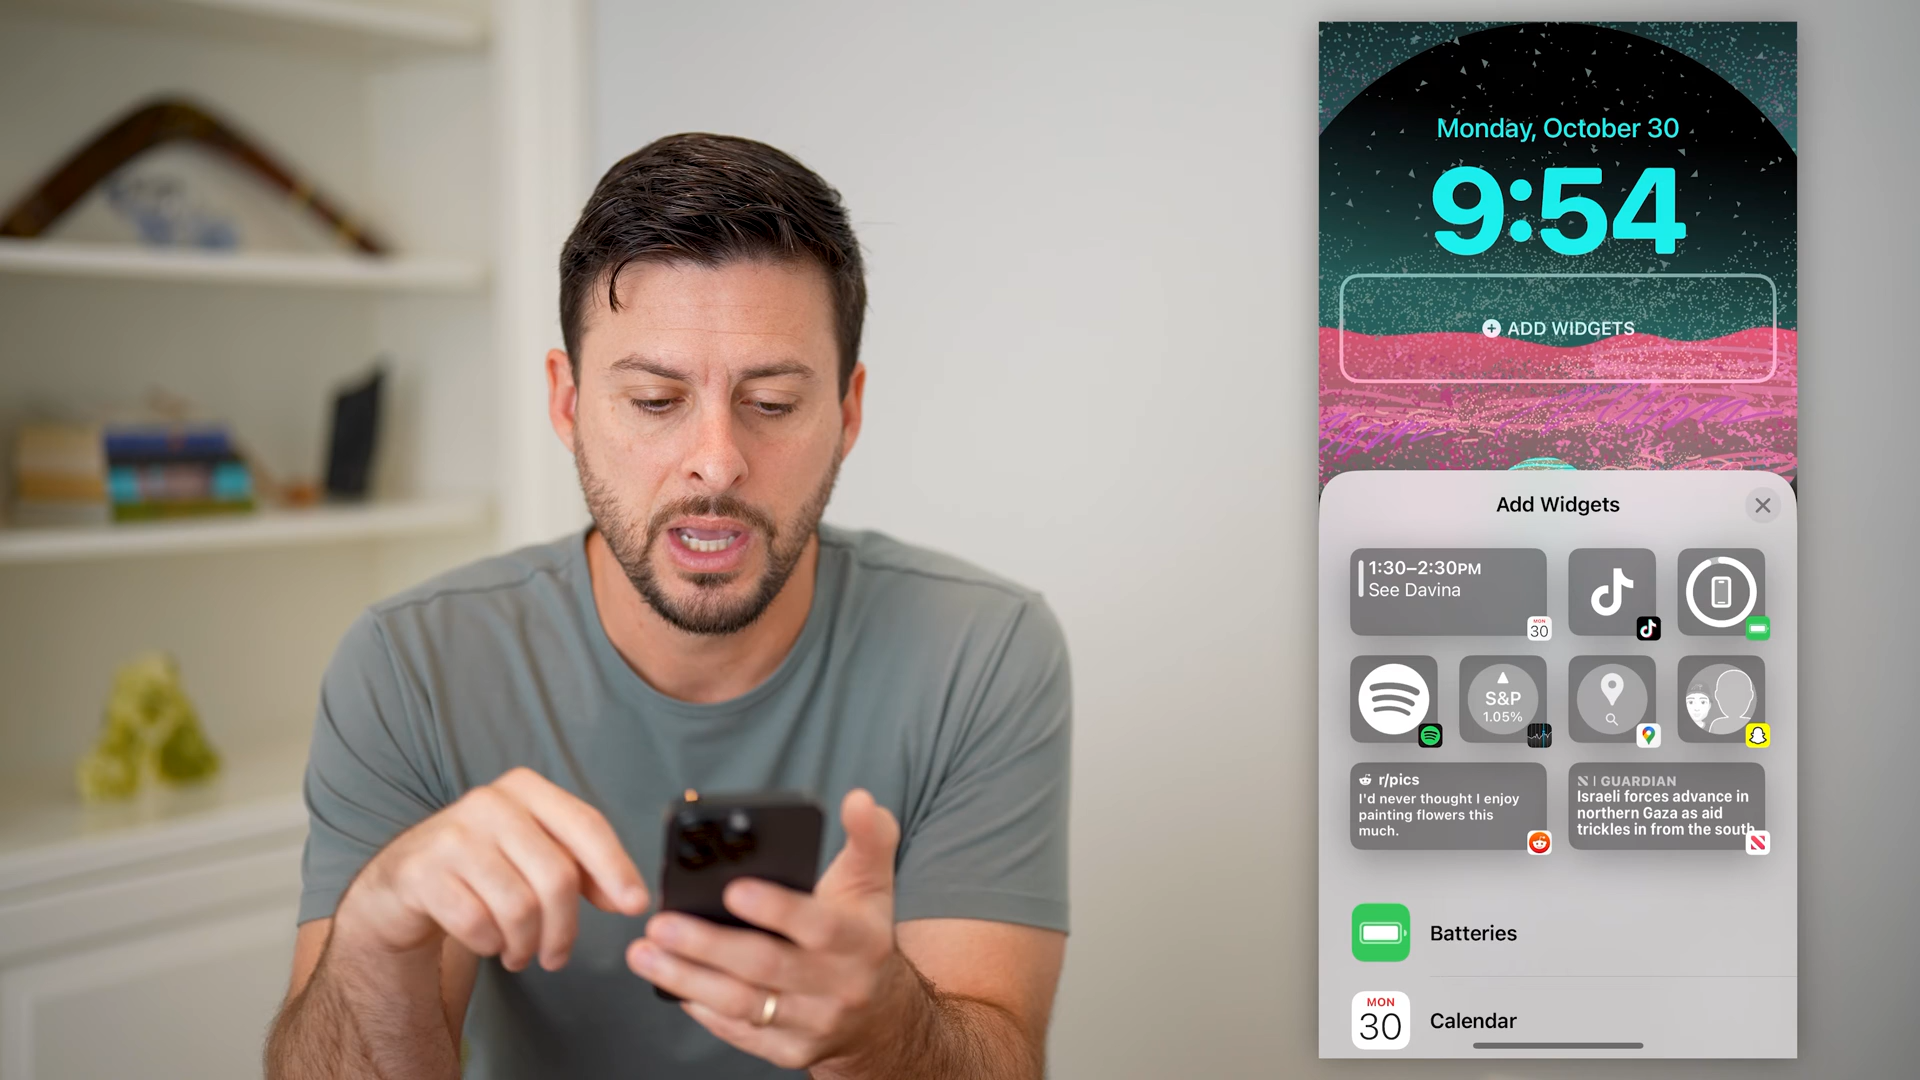 Monday, October 30
9:54
ADD WIDGETS
Add Widgets
1:30–2:30PM
See Davina
MON
30
S&P
1.05%
r/pics
I'd never thought I enjoy
painting flowers this
much.
GUARDIAN
Israeli forces advance in
northern Gaza as aid
trickles in from the south
Batteries
MON
30
Calendar